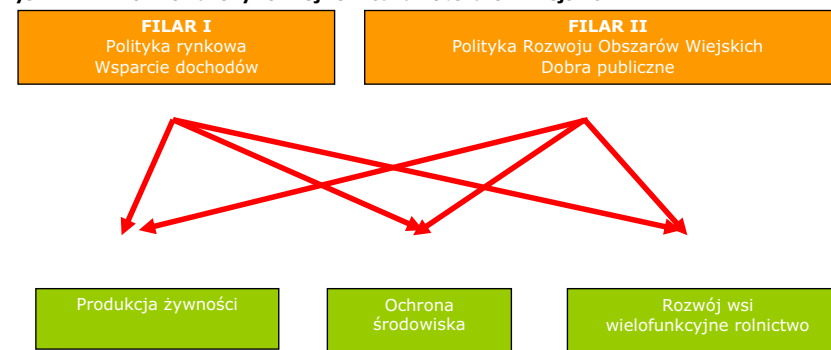 FILAR I
Polityka rynkowa
Wsparcie dochodów
FILAR II
Polityka Rozwoju Obszarów Wiejskich
Dobra publiczne
Produkcja żywności
Ochrona
środowiska
Rozwój wsi
wielofunkcyjne rolnictwo